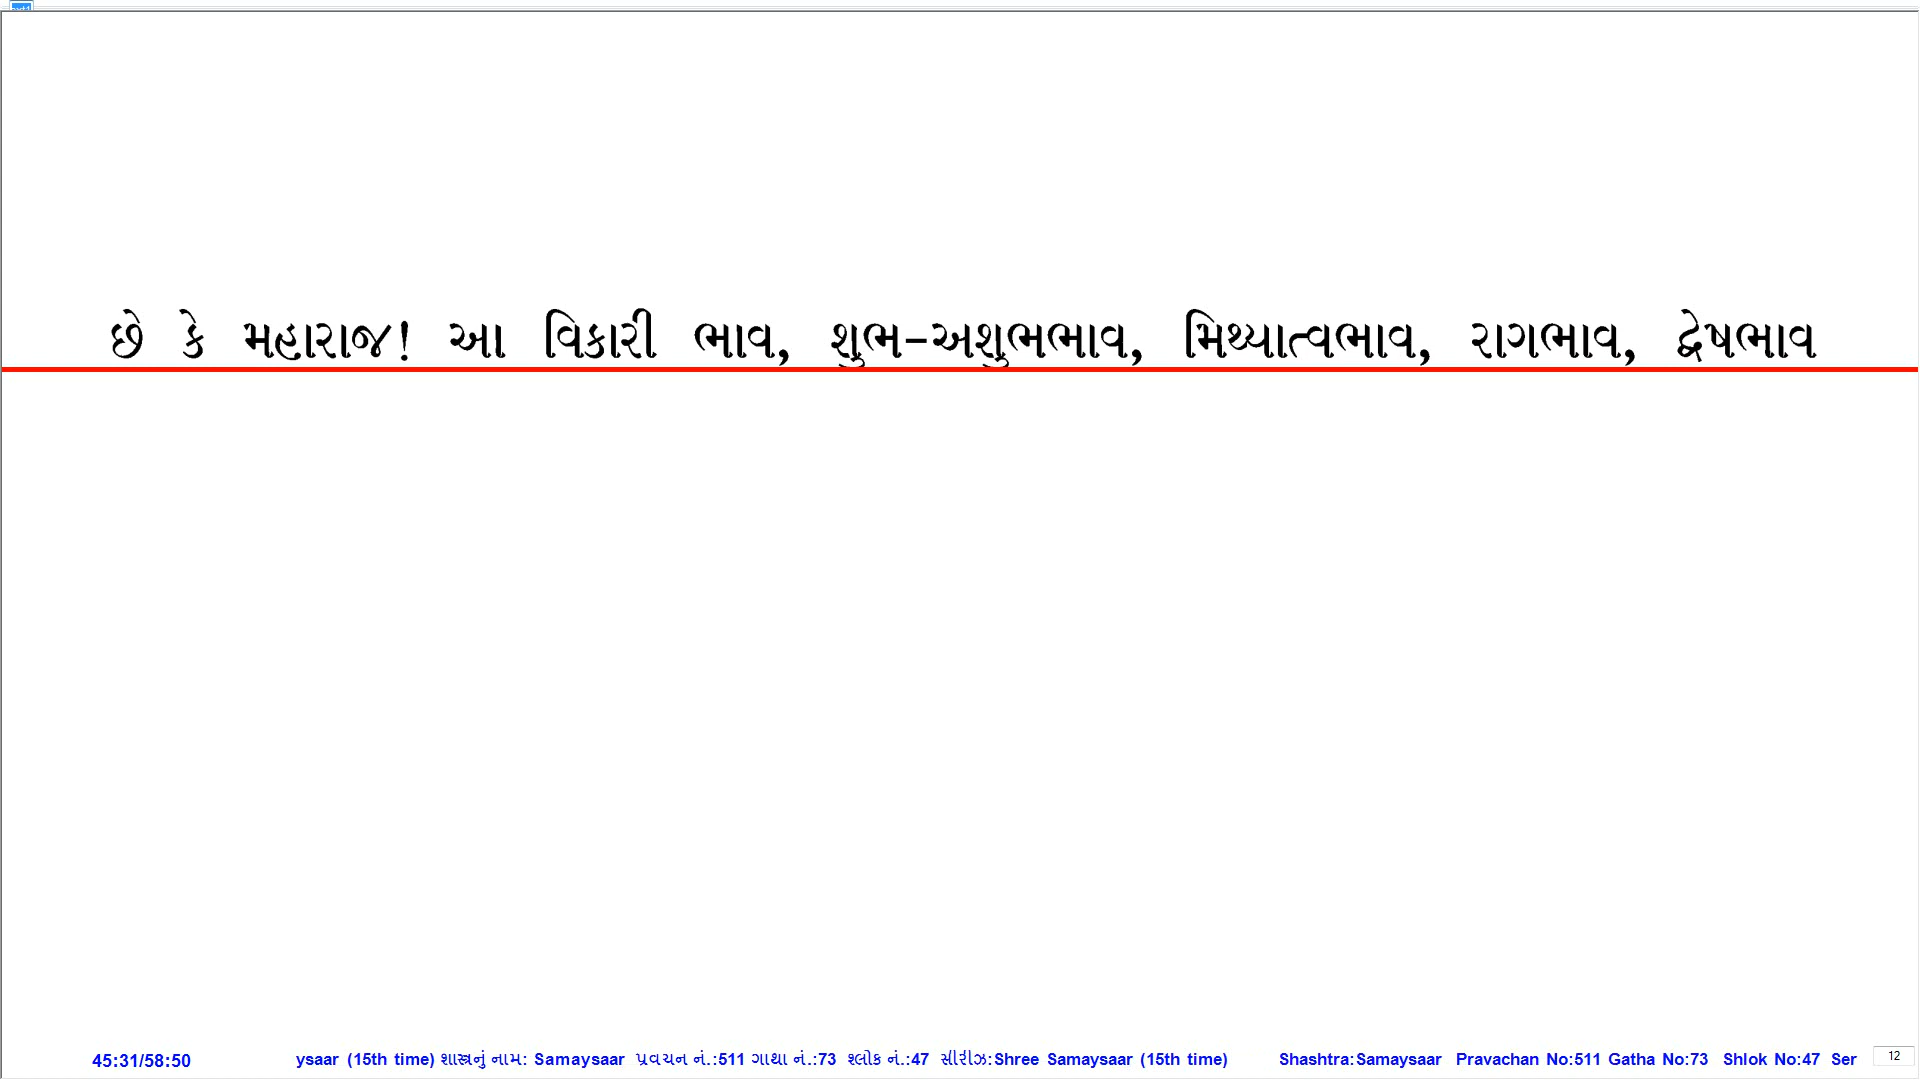 છે કે મહારાજ! આ વિકારી ભાવ, શુભ-અશુભભાવ, મિથ્યાત્વભાવ, રાગભાવ, દ્વેષભાવ
45:31/58:50 ysaar (15th time) શાસ્ત્રનું નામ: Samaysaar પ્રવચન નં.:511 ગાથા નં.:73 શ્લોક નં.:47 સીરીઝ:Shree Samaysaar (15th time) Shashtra:Samaysaar Pravachan No:511 Gatha No:73 Shlok No:47 Ser 12